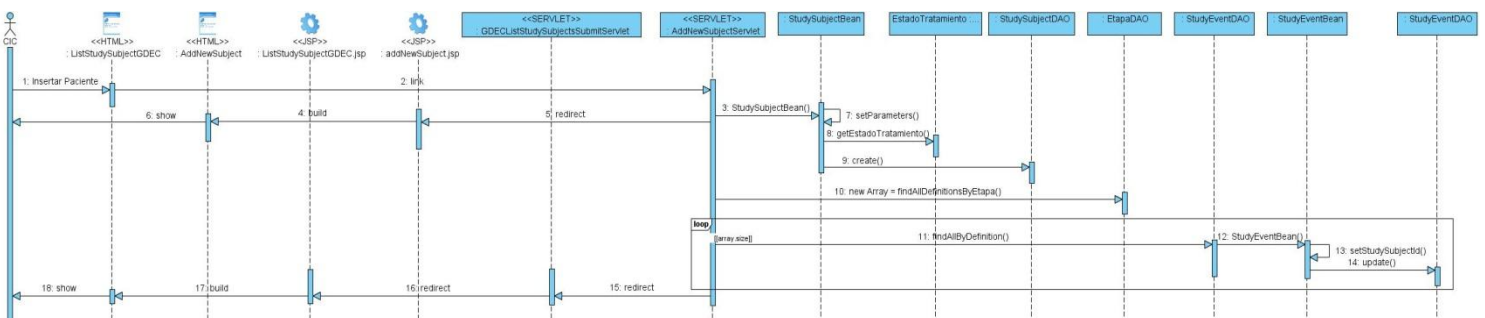 CIC
<<HTML>>
: ListStudySubjectGDEC
<<HTML>>
: AddNewSubject
<<JSP>>
: ListStudySubjectGDEC.jsp
<<JSP>>
: addNewSubject.jsp
<<SERVLET>>
: GDECListStudySubjectsSubmitServlet
<<SERVLET>>
: AddNewSubjectServlet
: StudySubjectBean
EstadoTratamiento :...
: StudySubjectDAO
: EtapaDAO
: StudyEventDAO
: StudyEventBean
: StudyEventDAO
1: Insertar Paciente
2: link
3: StudySubjectBean()
4: build
5: redirect
6: show
7: setParameters()
8: getEstadoTratamiento()
9: create()
10: new Array = findAllDefinitionsByEtapa()
loop
[[array.size]]
11: findAllByDefinition()
12: StudyEventBean()
13: setStudySubjectId()
14: update()
15: redirect
16: redirect
17: build
18: show